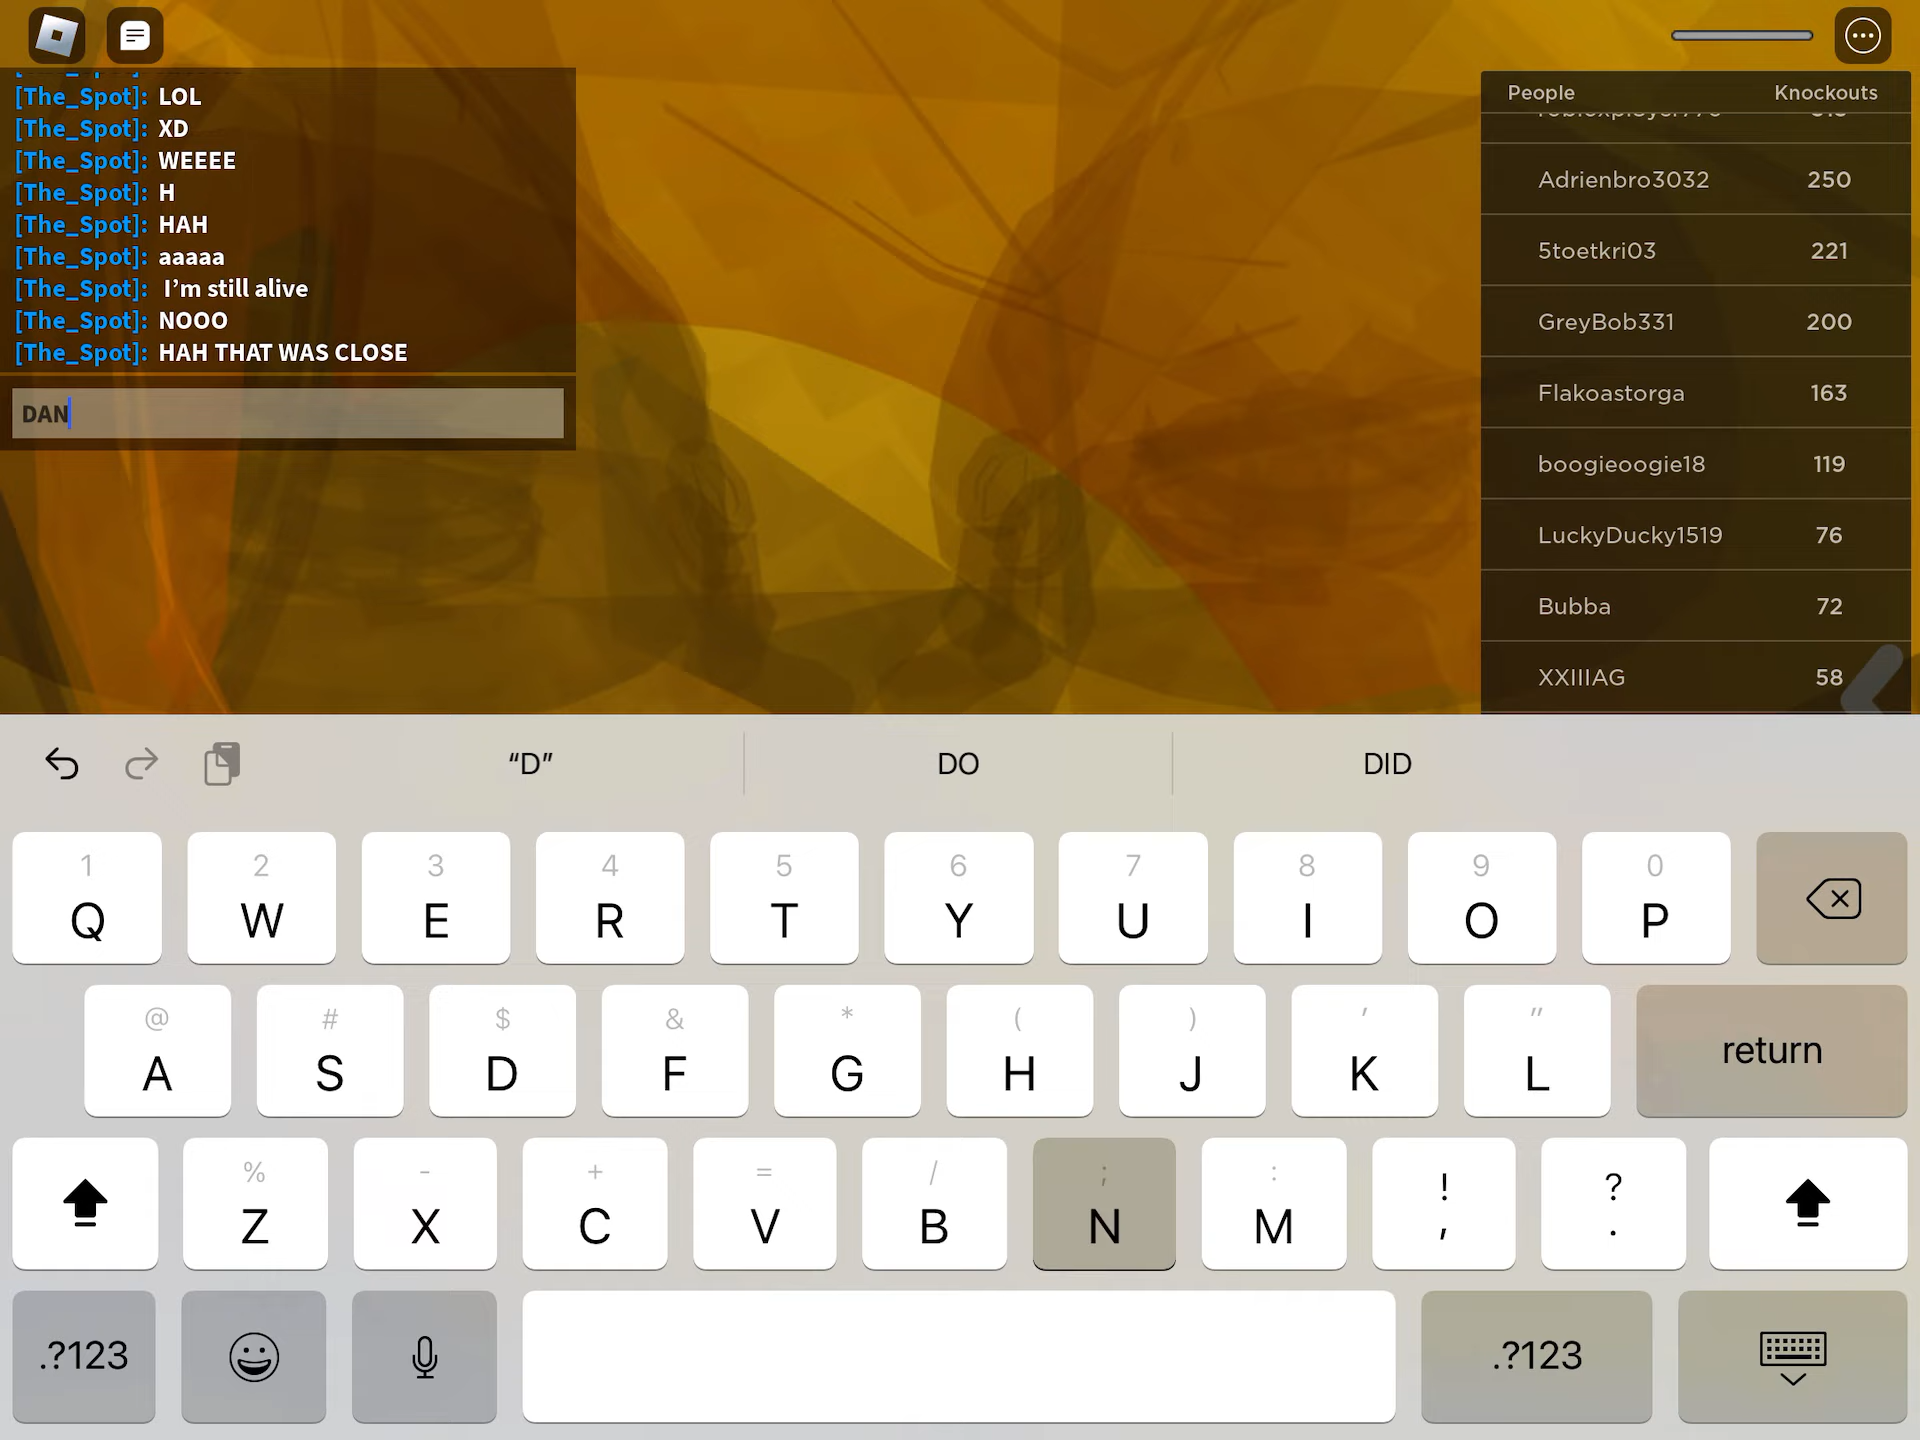 [The_Spot]: LOL
[The_Spot]: XD
[The_Spot]: WEEEE
[The_Spot]: H
[The_Spot]: HAH
[The_Spot]: aaaaa
[The_Spot]: I'm still alive
[The_Spot]: NOOO
[The_Spot]: HAH THAT WAS CLOSE
DAN
People Knockouts
Adrienbro3032 250
5toetkri03 221
GreyBob331 200
Flakoastorga 163
boogieoogie18 119
LuckyDucky1519 76
Bubba 72
XXIIIAG 58
“D” DO DID
1 2 3 4 5 6 7 8 9 0
Q W E R T Y U I O P
@ # $ & * ( ) ' "
A S D F G H J K L return
% - + = / ; : ! ?
Z X C V B N M , .
.?123 .?123